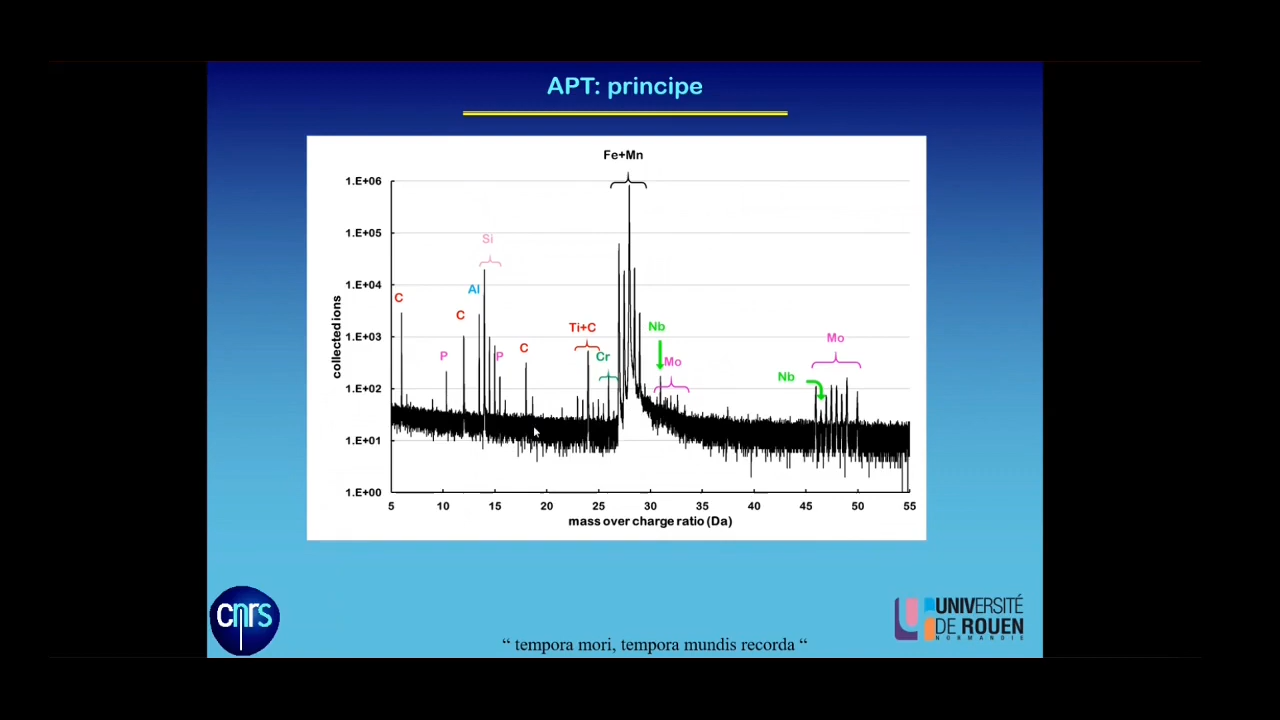 APT: principe
Fe+Mn
1.E+06
1.E+05
Si
1.E+04
Al
C
C
1.E+03
Ti+C
Nb
Mo
C
P
P
Cr
Mo
Nb
1.E+02
1.E+01
1.E+00
collected ions
5 10 15 20 25 30 35 40 45 50 55
mass over charge ratio (Da)
cnrs
UNIVERSITÉ
DE ROUEN
NORMANDIE
“ tempora mori, tempora mundis recorda “